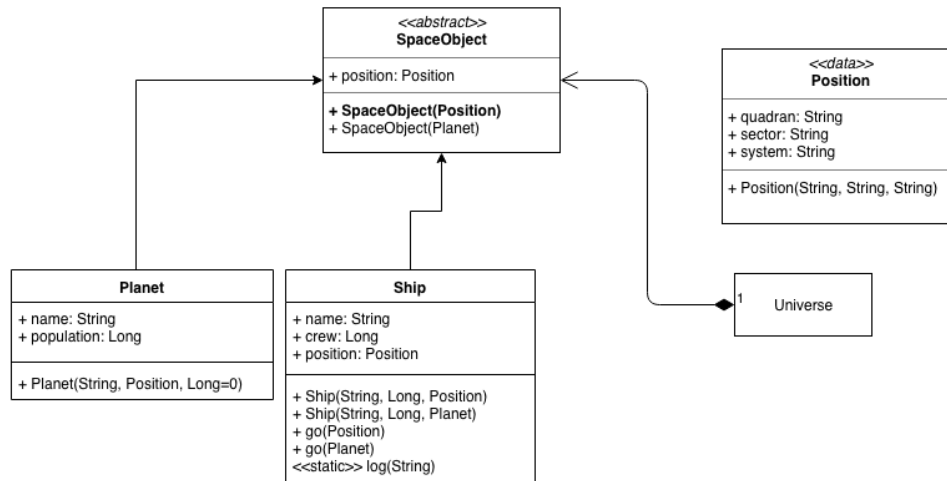 <<abstract>>
SpaceObject
+ position: Position
+ SpaceObject(Position)
+ SpaceObject(Planet)
<<data>>
Position
+ quadran: String
+ sector: String
+ system: String
+ Position(String, String, String)
Planet
+ name: String
+ population: Long
+ Planet(String, Position, Long=0)
Ship
+ name: String
+ crew: Long
+ position: Position
+ Ship(String, Long, Position)
+ Ship(String, Long, Planet)
+ go(Position)
+ go(Planet)
<<static>> log(String)
1
Universe